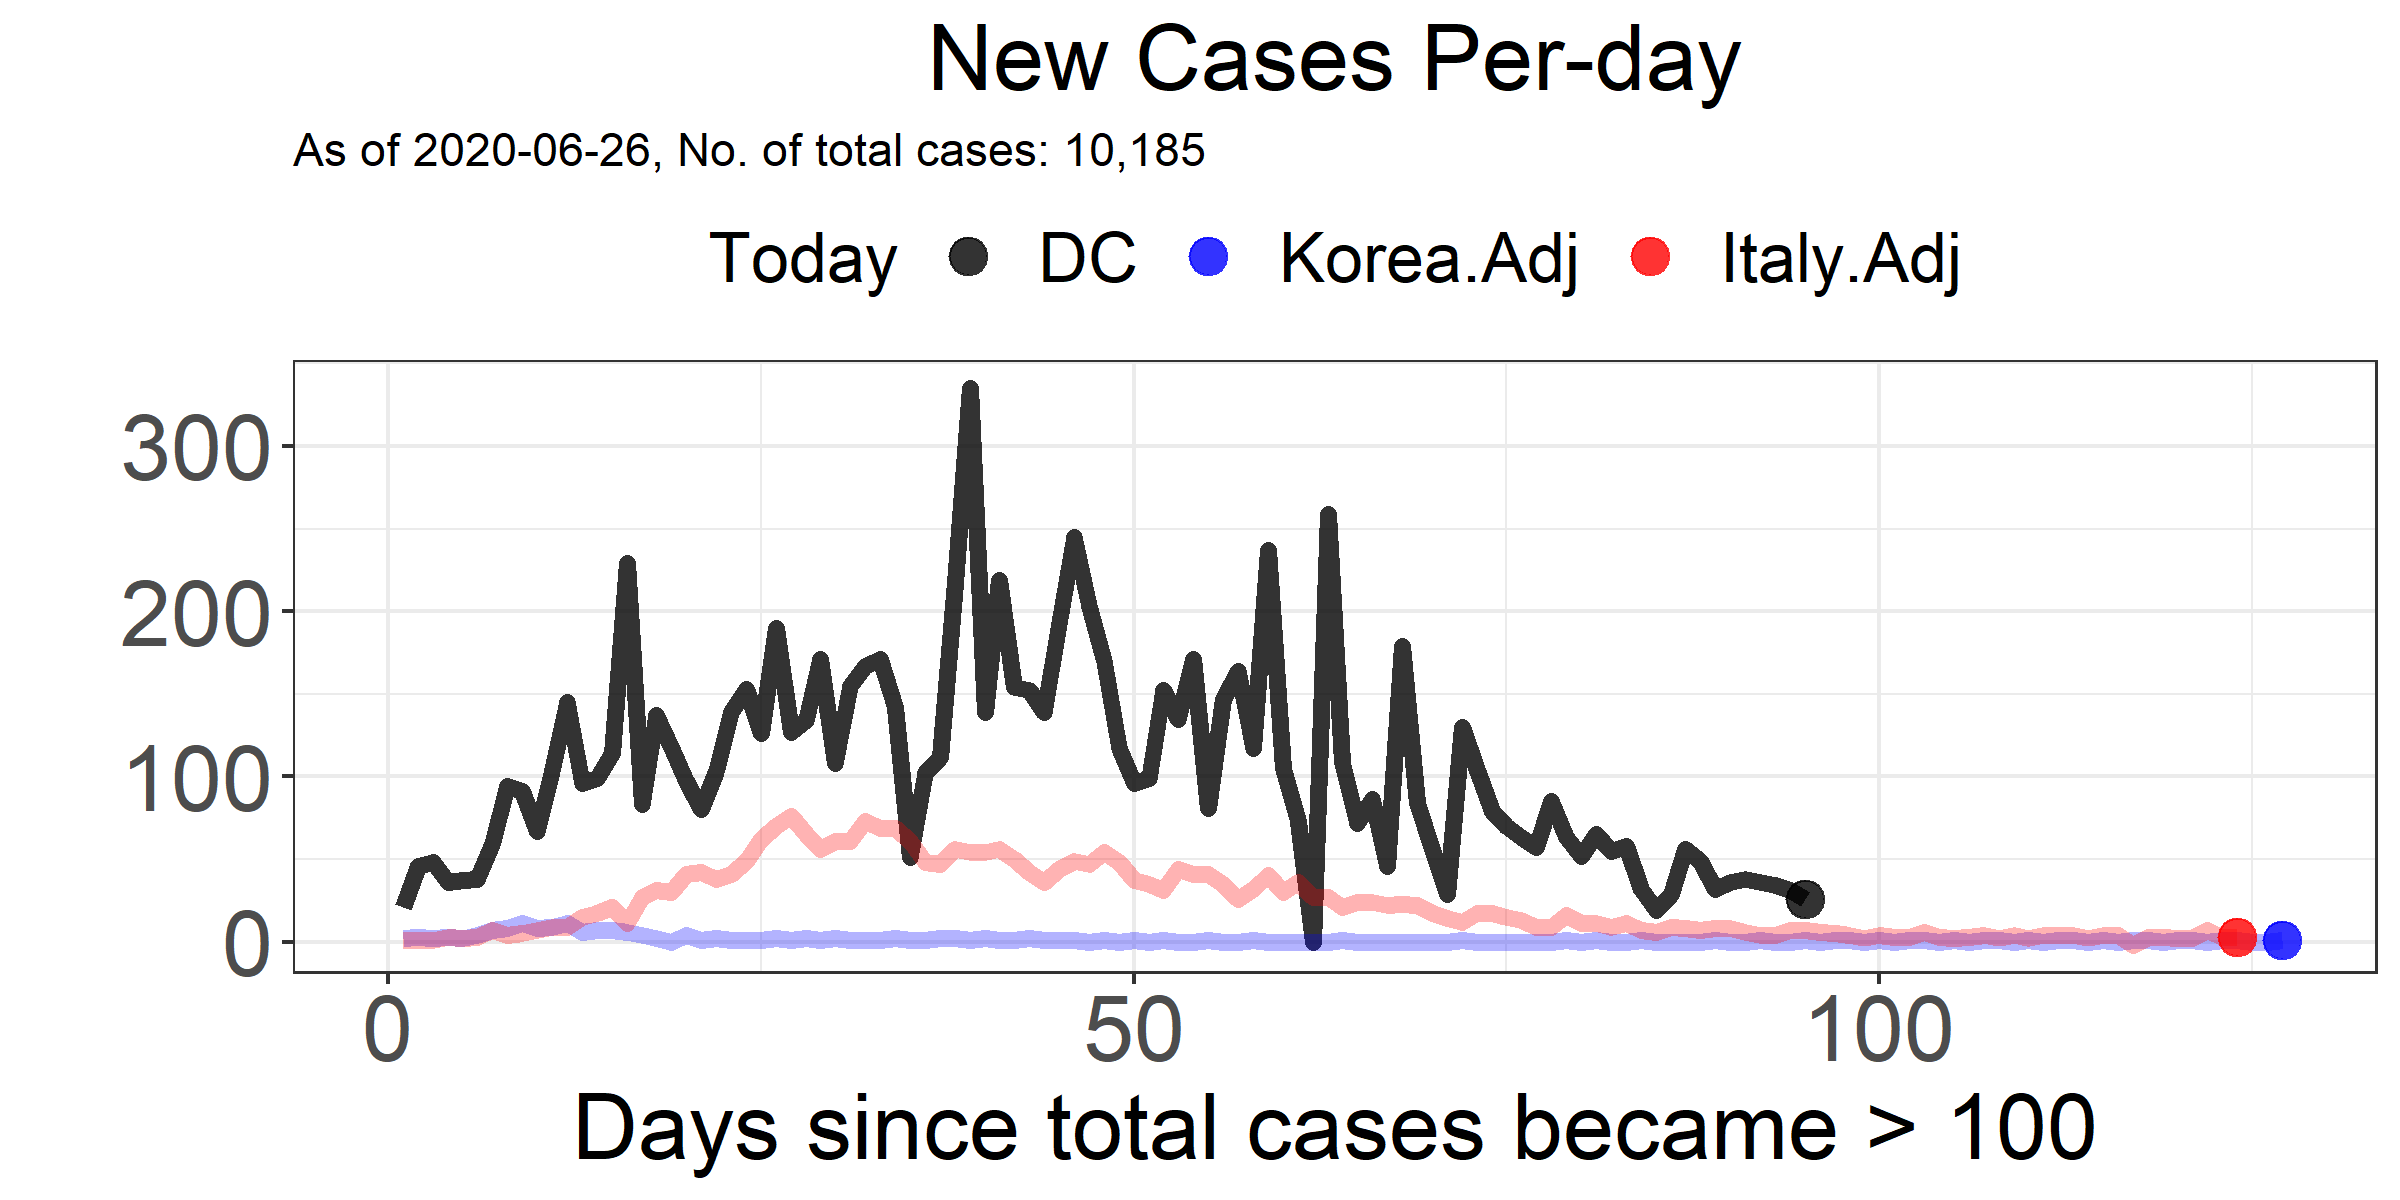 New Cases Per-day
As of 2020-06-26, No. of total cases: 10,185
Today DC Korea.Adj Italy.Adj
300
200
100
0
0 50 100
Days since total cases became > 100